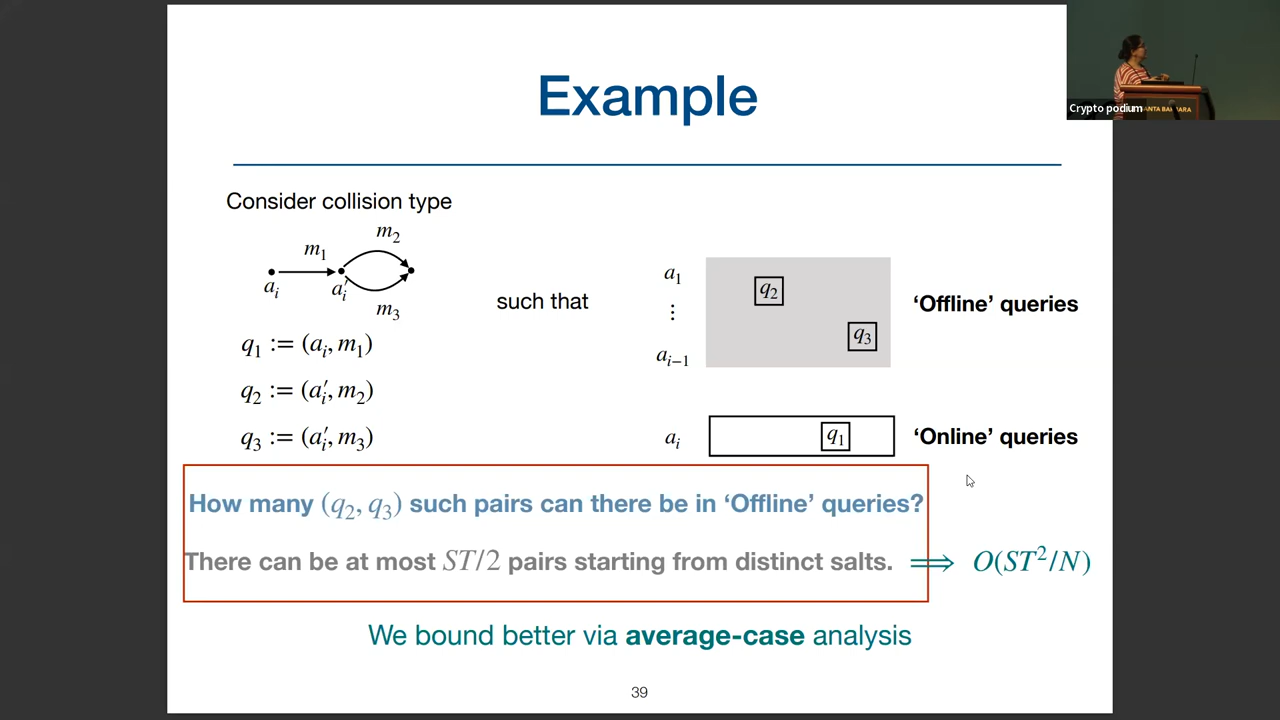 Example
Crypto podium
Consider collision type
m₁
m₂
aᵢ
a′ᵢ
m₃
q₁ := (aᵢ, m₁)
q₂ := (a′ᵢ, m₂)
q₃ := (a′ᵢ, m₃)
such that
a₁
⋮
aᵢ₋₁
q₂
q₃
'Offline' queries
aᵢ
q₁
'Online' queries
How many (q₂, q₃) such pairs can there be in 'Offline' queries?
There can be at most ST/2 pairs starting from distinct salts. ⟹ O(ST²/N)
We bound better via average-case analysis
39